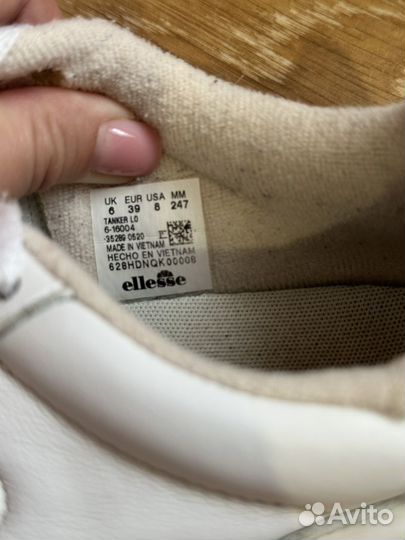 UK EUR USA MM
6 39 8 247
TANKER LO
6-16004
-35289 0520
MADE IN VIETNAM
HECHO EN VIETNAM
628HDNQK00008
ellesse
Avito